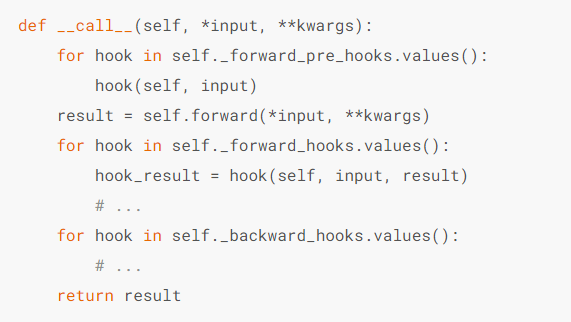 def __call__(self, *input, **kwargs):
    for hook in self._forward_pre_hooks.values():
        hook(self, input)
    result = self.forward(*input, **kwargs)
    for hook in self._forward_hooks.values():
        hook_result = hook(self, input, result)
        # ...
    for hook in self._backward_hooks.values():
        # ...
    return result